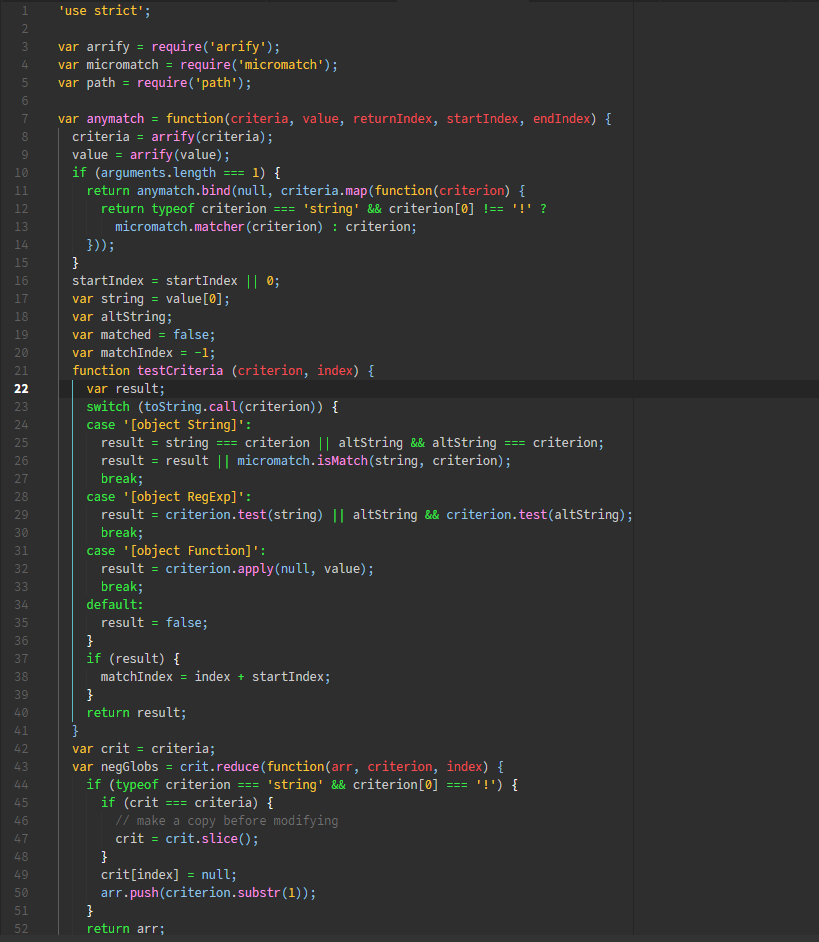 1 'use strict';
2
3 var arrify = require('arrify');
4 var micromatch = require('micromatch');
5 var path = require('path');
6
7 var anymatch = function(criteria, value, returnIndex, startIndex, endIndex) {
8   criteria = arrify(criteria);
9   value = arrify(value);
10   if (arguments.length === 1) {
11     return anymatch.bind(null, criteria.map(function(criterion) {
12       return typeof criterion === 'string' && criterion[0] !== '!' ?
13         micromatch.matcher(criterion) : criterion;
14     }));
15   }
16   startIndex = startIndex || 0;
17   var string = value[0];
18   var altString;
19   var matched = false;
20   var matchIndex = -1;
21   function testCriteria (criterion, index) {
22     var result;
23     switch (toString.call(criterion)) {
24     case '[object String]':
25       result = string === criterion || altString && altString === criterion;
26       result = result || micromatch.isMatch(string, criterion);
27       break;
28     case '[object RegExp]':
29       result = criterion.test(string) || altString && criterion.test(altString);
30       break;
31     case '[object Function]':
32       result = criterion.apply(null, value);
33       break;
34     default:
35       result = false;
36     }
37     if (result) {
38       matchIndex = index + startIndex;
39     }
40     return result;
41   }
42   var crit = criteria;
43   var negGlobs = crit.reduce(function(arr, criterion, index) {
44     if (typeof criterion === 'string' && criterion[0] === '!') {
45       if (crit === criteria) {
46         // make a copy before modifying
47         crit = crit.slice();
48       }
49       crit[index] = null;
50       arr.push(criterion.substr(1));
51     }
52     return arr;